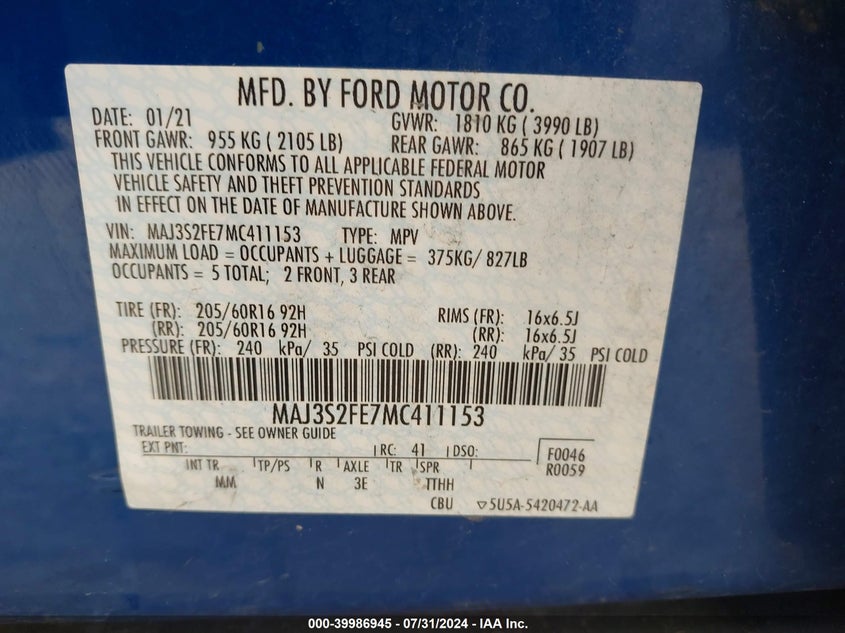 MFD. BY FORD MOTOR CO.
DATE: 01/21 GVWR: 1810 KG ( 3990 LB)
FRONT GAWR: 955 KG ( 2105 LB) REAR GAWR: 865 KG ( 1907 LB)
THIS VEHICLE CONFORMS TO ALL APPLICABLE FEDERAL MOTOR
VEHICLE SAFETY AND THEFT PREVENTION STANDARDS
IN EFFECT ON THE DATE OF MANUFACTURE SHOWN ABOVE.
VIN: MAJ3S2FE7MC411153 TYPE: MPV
MAXIMUM LOAD = OCCUPANTS + LUGGAGE = 375KG/ 827LB
OCCUPANTS = 5 TOTAL; 2 FRONT, 3 REAR
TIRE (FR): 205/60R16 92H RIMS (FR): 16x6.5J
(RR): 205/60R16 92H (RR): 16x6.5J
PRESSURE (FR): 240 kPa/ 35 PSI COLD (RR): 240 kPa/ 35 PSI COLD
MAJ3S2FE7MC411153
TRAILER TOWING - SEE OWNER GUIDE
EXT PNT: RC: 41 DSO: F0046
R0059
INT TR TP/PS R AXLE TR SPR
MM N 3E TTHH
CBU ▽5U5A-5420472-AA
000-39986945 - 07/31/2024 - IAA Inc.